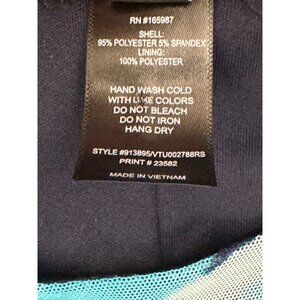 RN #165987
SHELL:
95% POLYESTER 5% SPANDEX
LINING:
100% POLYESTER
HAND WASH COLD
WITH LIKE COLORS
DO NOT BLEACH
DO NOT IRON
HANG DRY
STYLE #913895/VTU002788RS
PRINT # 23582
MADE IN VIETNAM